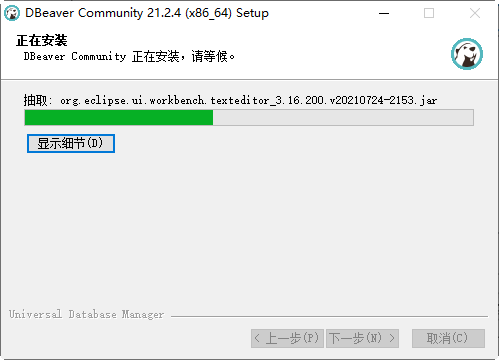 DBeaver Community 21.2.4 (x86_64) Setup
正在安装
DBeaver Community 正在安装,请等候。
抽取: org.eclipse.ui.workbench.texteditor_3.16.200.v20210724-2153.jar
显示细节(D)
Universal Database Manager
< 上一步(P) 下一步(N) > 取消(C)